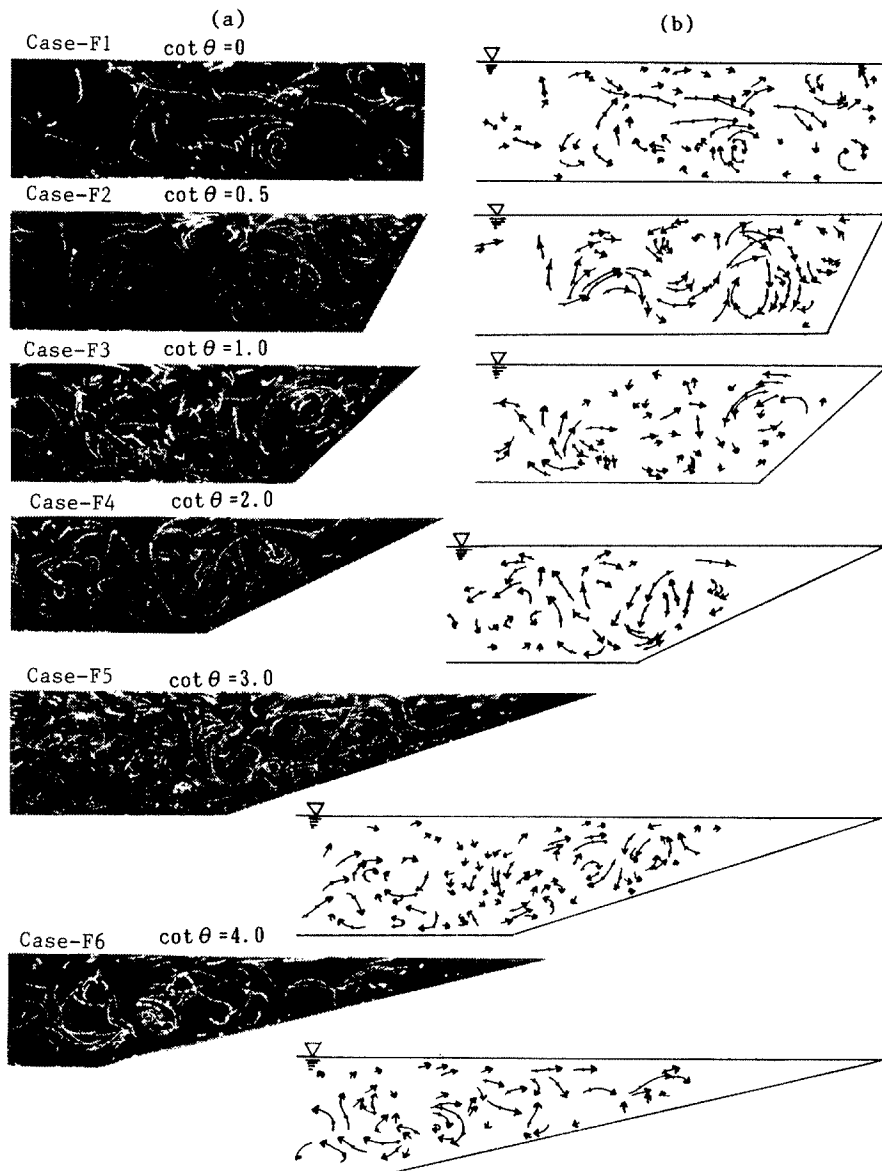 (a)
(b)
Case-F1 cot θ=0
Case-F2 cot θ=0.5
Case-F3 cot θ=1.0
Case-F4 cot θ=2.0
Case-F5 cot θ=3.0
Case-F6 cot θ=4.0